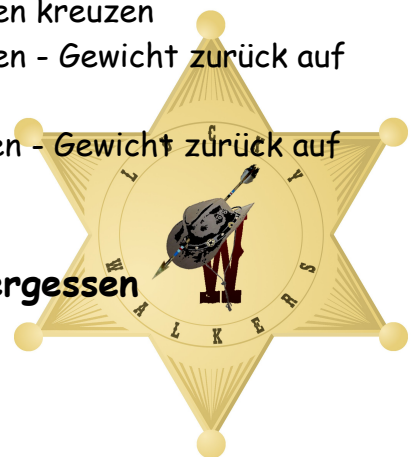 en kreuzen
en - Gewicht zurück auf
en - Gewicht zurück auf
ergessen
W
WALKERS